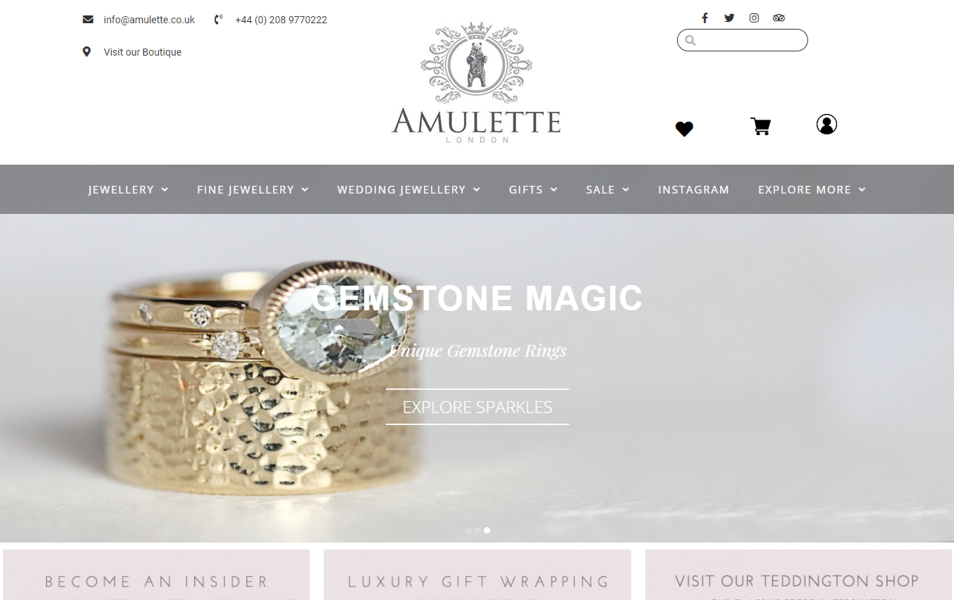 info@amulette.co.uk
+44 (0) 208 9770222
Visit our Boutique
AMULETTE
LONDON
JEWELLERY
FINE JEWELLERY
WEDDING JEWELLERY
GIFTS
SALE
INSTAGRAM
EXPLORE MORE
GEMSTONE MAGIC
Unique Gemstone Rings
EXPLORE SPARKLES
BECOME AN INSIDER
LUXURY GIFT WRAPPING
VISIT OUR TEDDINGTON SHOP